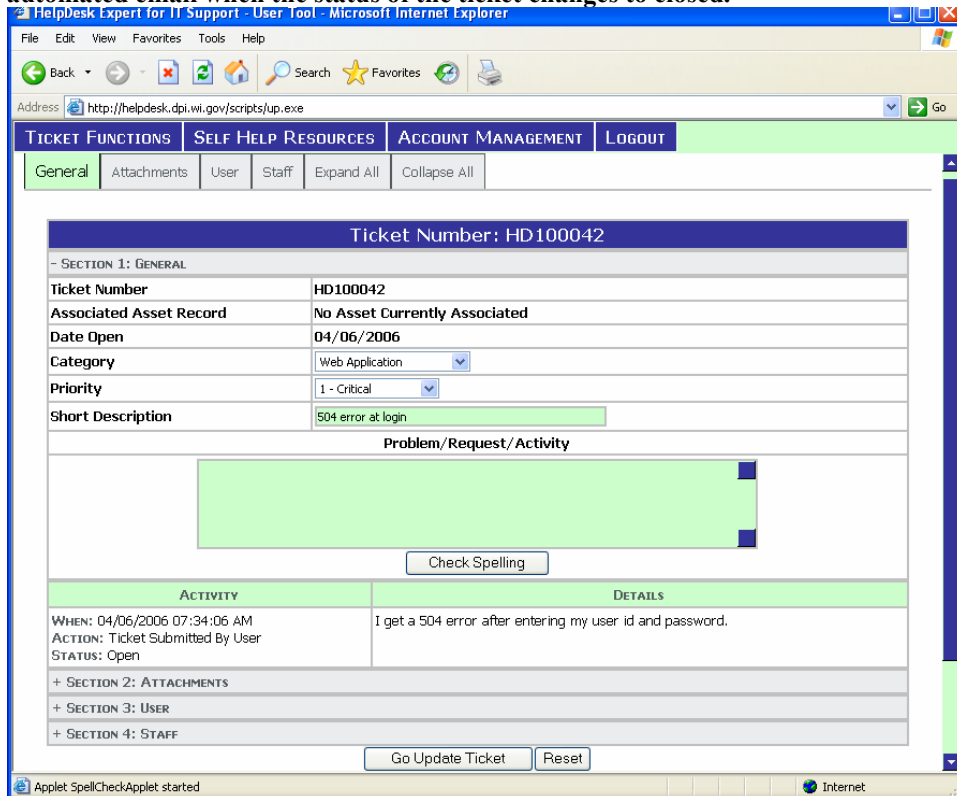 automated email when the status of the ticket changes to closed.
HelpDesk Expert for IT Support - User Tool - Microsoft Internet Explorer
File Edit View Favorites Tools Help
Back Search Favorites
Address http://helpdesk.dpi.wi.gov/scripts/up.exe Go
TICKET FUNCTIONS SELF HELP RESOURCES ACCOUNT MANAGEMENT LOGOUT
General Attachments User Staff Expand All Collapse All
Ticket Number: HD100042
- SECTION 1: GENERAL
Ticket Number HD100042
Associated Asset Record No Asset Currently Associated
Date Open 04/06/2006
Category Web Application
Priority 1 - Critical
Short Description 504 error at login
Problem/Request/Activity
Check Spelling
ACTIVITY DETAILS
WHEN: 04/06/2006 07:34:06 AM I get a 504 error after entering my user id and password.
ACTION: Ticket Submitted By User
STATUS: Open
+ SECTION 2: ATTACHMENTS
+ SECTION 3: USER
+ SECTION 4: STAFF
Go Update Ticket Reset
Applet SpellCheckApplet started Internet